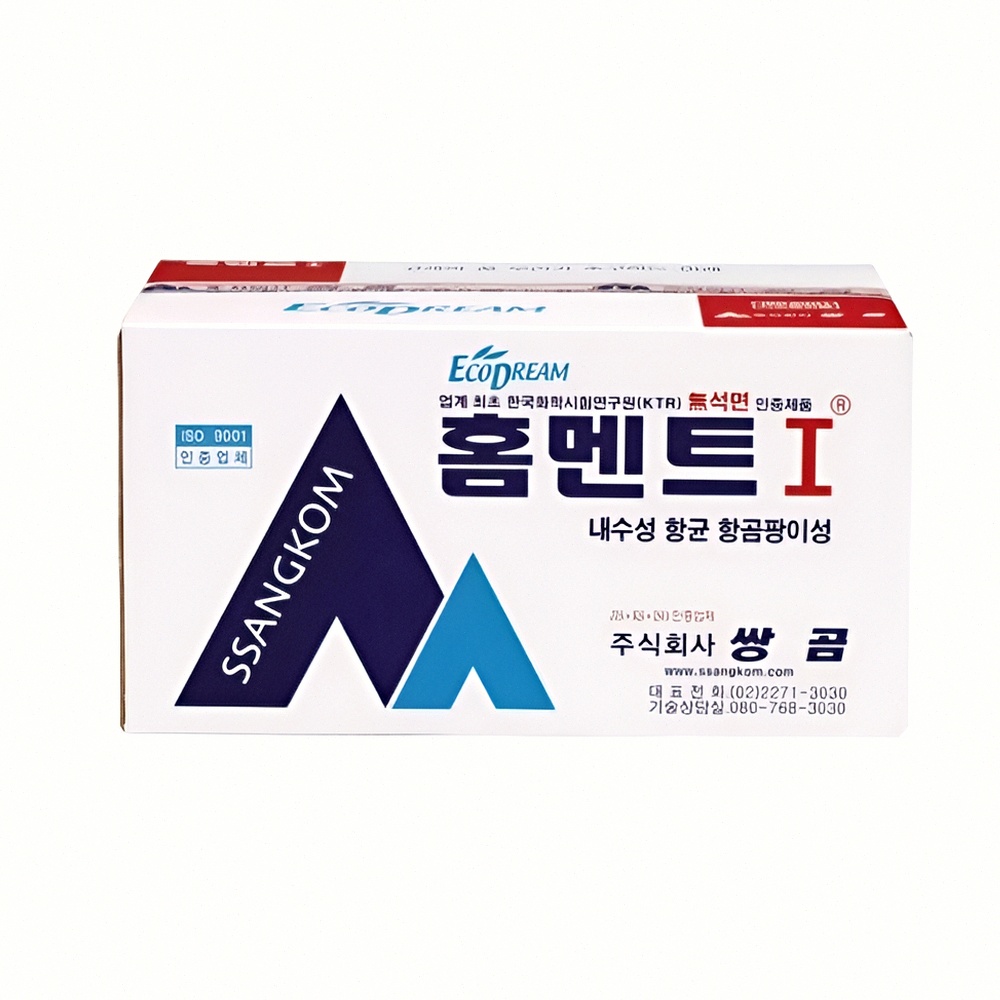 ECODREAM
ECODREAM
업계 최초 한국화학시험연구원(KTR) 無석면 인증제품
홈멘트 I ®
ISO 9001
인증업체
내수성 항균 항곰팡이성
SSANGKOM
주식회사 쌍 곰
www.ssangkom.com
대 표 전 화.(02)2271-3030
기술상담실.080-768-3030